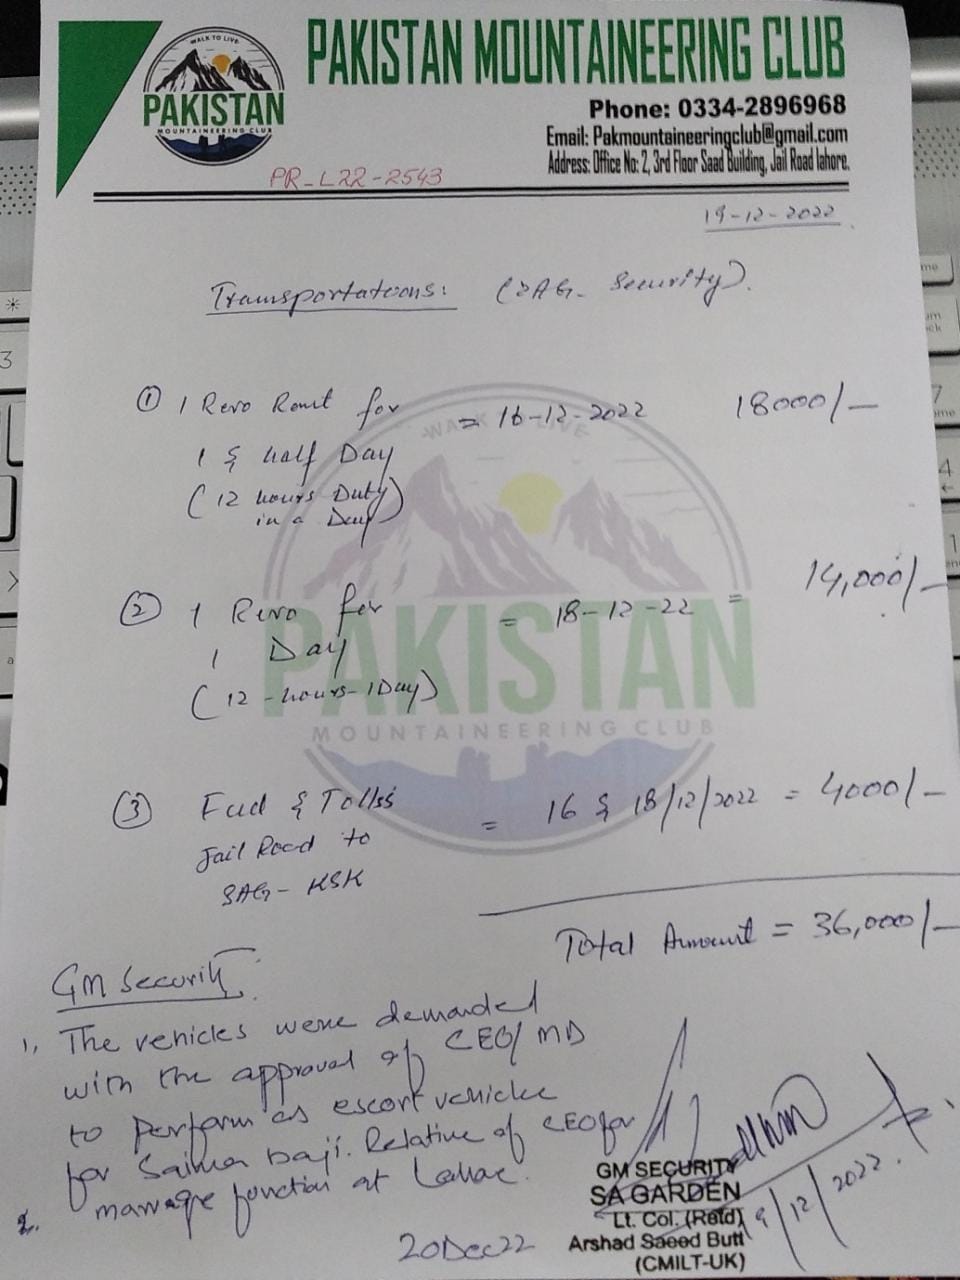 WALK TO LIVE
PAKISTAN
MOUNTAINEERING CLUB
PAKISTAN MOUNTAINEERING CLUB
Phone: 0334-2896968
Email: Pakmountaineeringclub@gmail.com
Address: Office No: 2, 3rd Floor Saad Building, Jail Road lahore.
PR-L22-2543
19-12-2022
Transportations: (SAG- Security).
① 1 Revo Rent for = 16-12-2022 18000/-
1 & half Day
(12 hours Duty
in a Day)
② 1 Revo for = 18-12-22 = 14,000/-
1 Day
(12-hours-1Day)
PAKISTAN
MOUNTAINEERING CLUB
③ Fuel & Tolls = 16 & 18/12/2022 = 4000/-
Jail Road to
SAG- KSK
Total Amount = 36,000/-
GM Security
1, The vehicles were demanded
with the approval of CEO/MD
to perform as escort vehicles
for Saima baji. Relative of CEO for
2. marriage function at Lahore.
GM SECURITY
SA GARDEN
Lt. Col. (Retd)
Arshad Saeed Butt
(CMILT-UK)
19/12/2022.
20Dec22